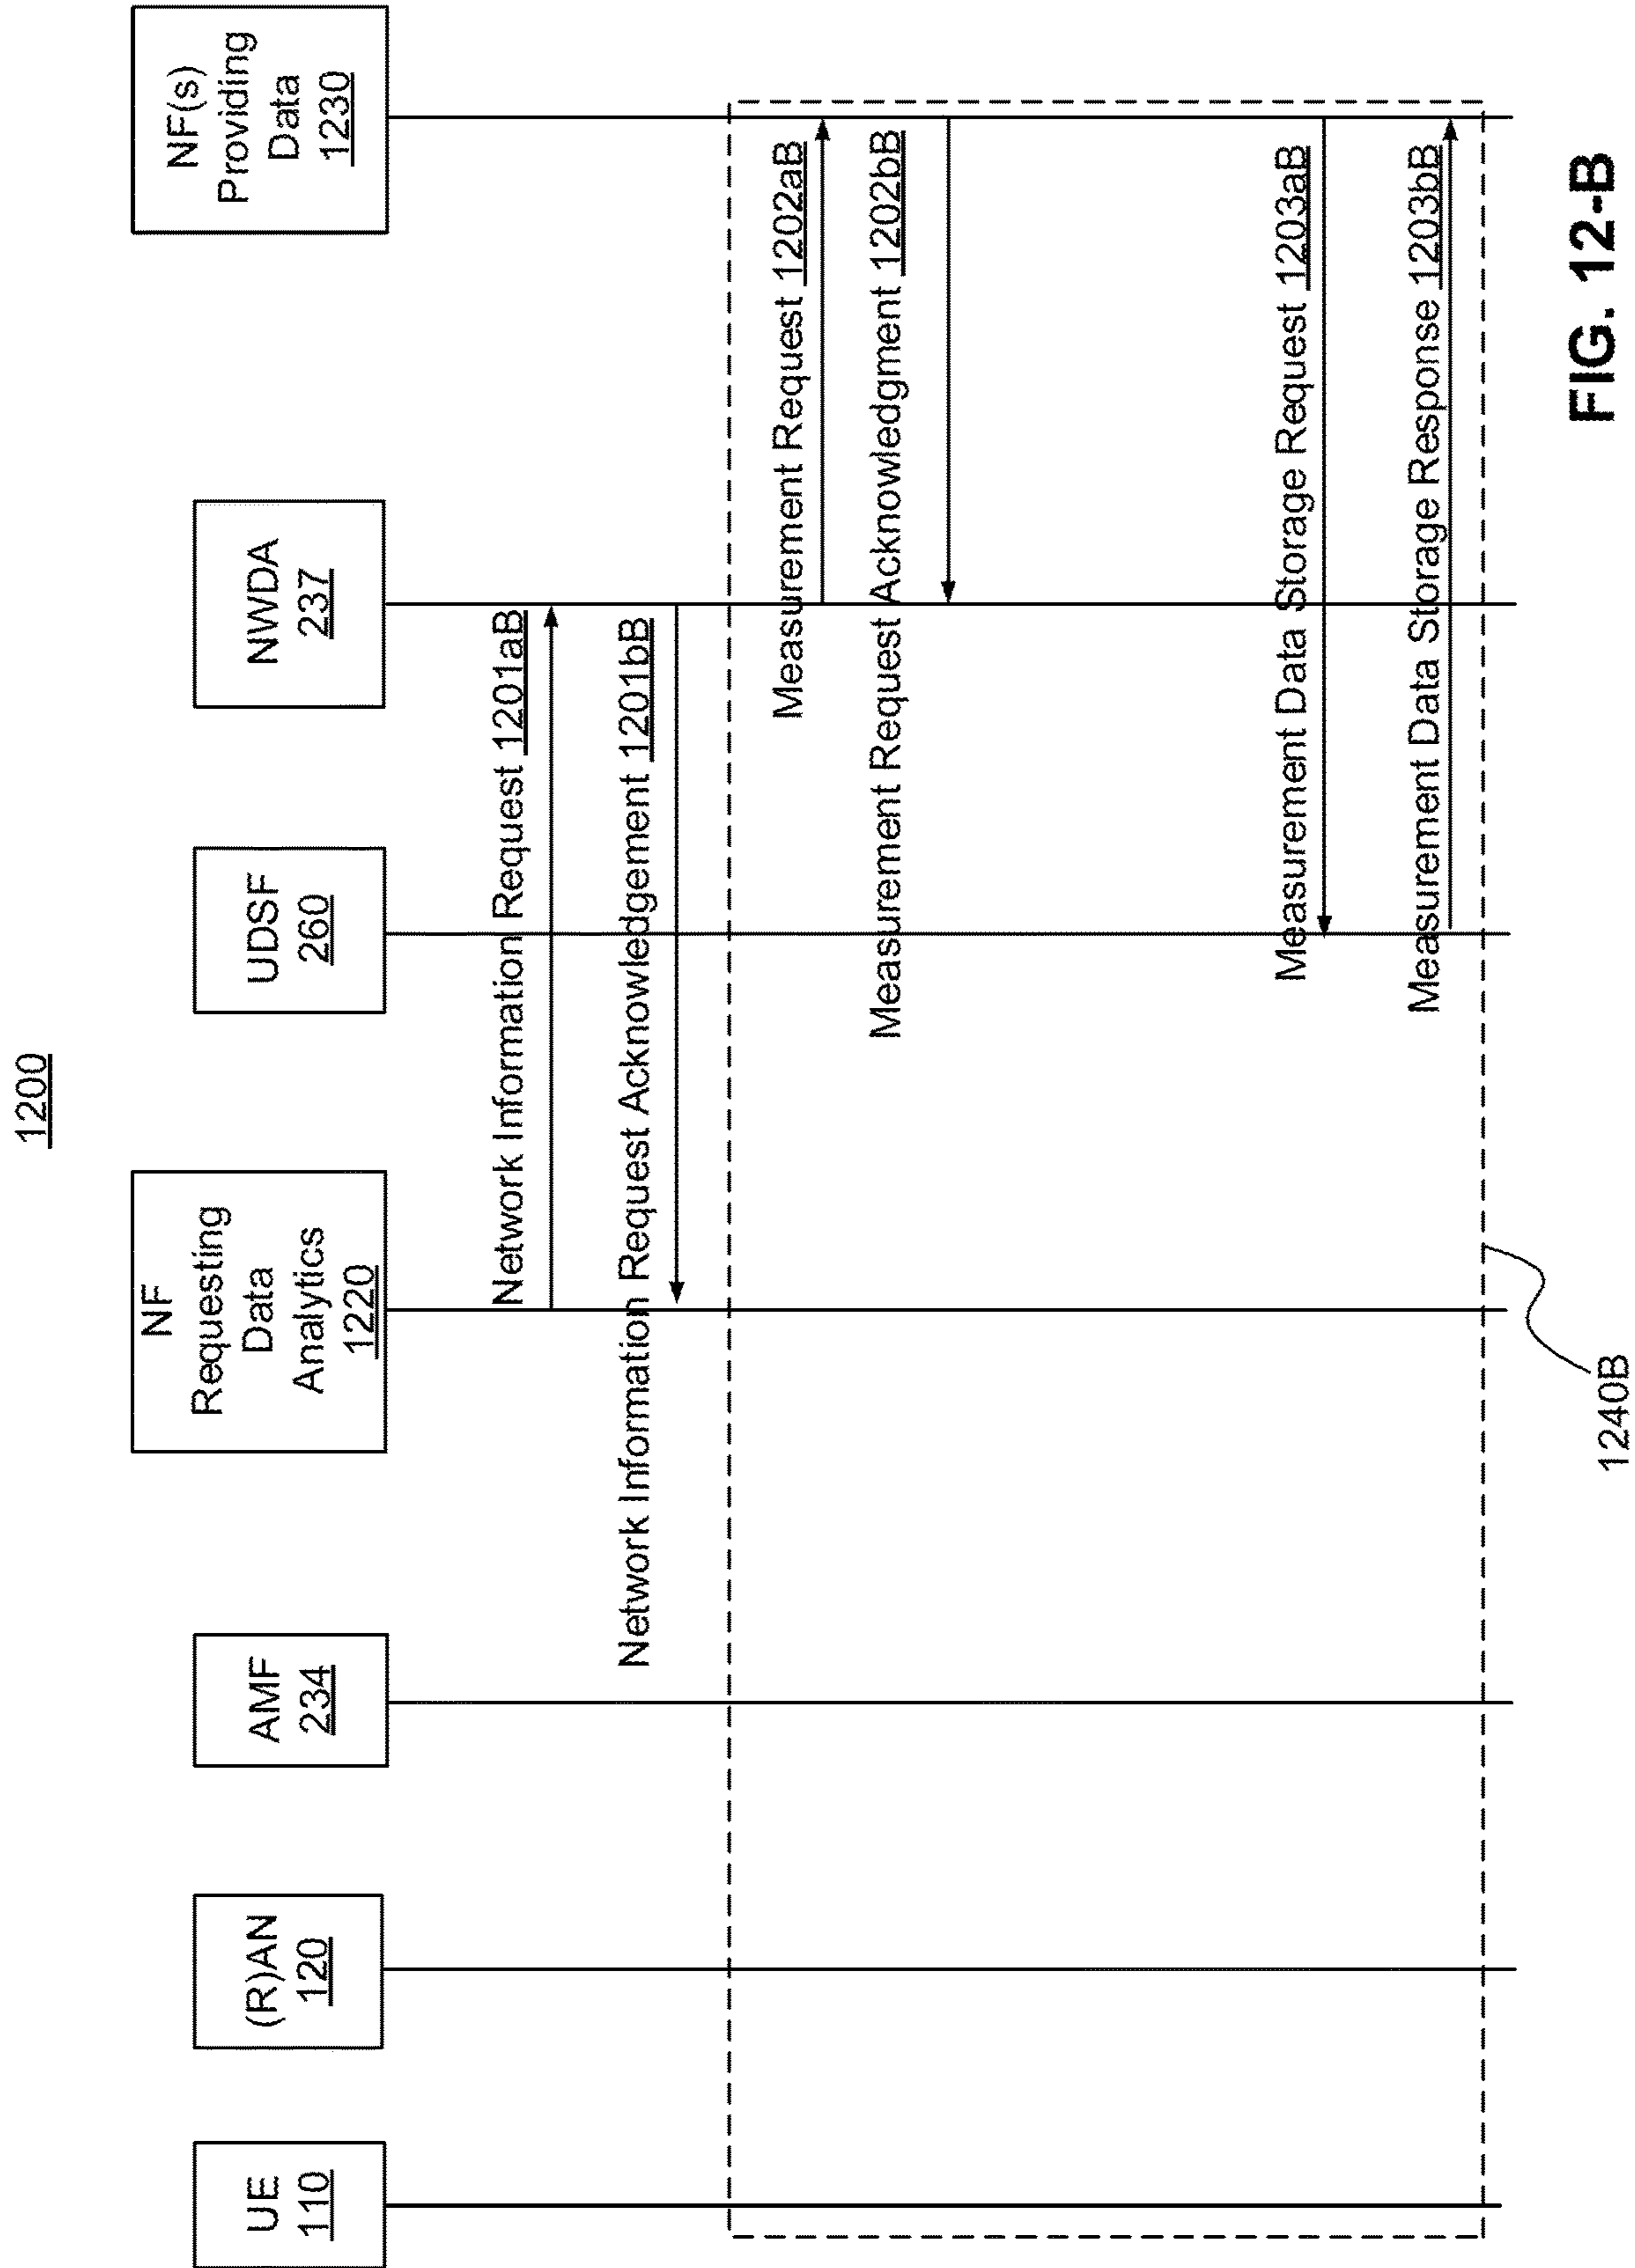 1200
UE
110
(R)AN
120
AMF
234
NF
Requesting
Data
Analytics
1220
UDSF
260
NWDA
237
NF(s)
Providing
Data
1230
Network Information Request 1201aB
Network Information Request Acknowledgement 1201bB
Measurement Request 1202aB
Measurement Request Acknowledgment 1202bB
Measurement Data Storage Request 1203aB
Measurement Data Storage Response 1203bB
1240B
FIG. 12-B